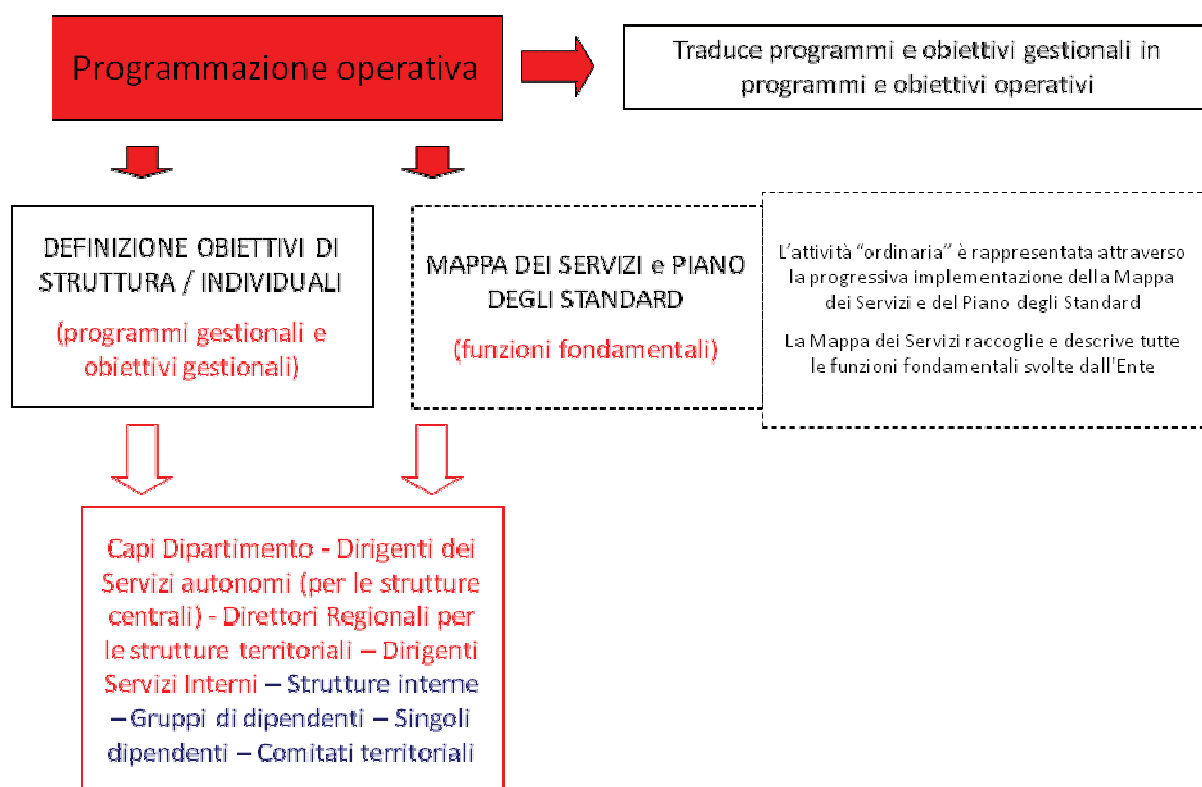 Programmazione operativa
Traduce programmi e obiettivi gestionali in
programmi e obiettivi operativi
DEFINIZIONE OBIETTIVI DI
STRUTTURA / INDIVIDUALI
(programmi gestionali e
obiettivi gestionali)
MAPPA DEI SERVIZI e PIANO
DEGLI STANDARD
(funzioni fondamentali)
L'attività "ordinaria" è rappresentata attraverso
la progressiva implementazione della Mappa
dei Servizi e del Piano degli Standard
La Mappa dei Servizi raccoglie e descrive tutte
le funzioni fondamentali svolte dall'Ente
Capi Dipartimento - Dirigenti dei
Servizi autonomi (per le strutture
centrali) - Direttori Regionali per
le strutture territoriali – Dirigenti
Servizi Interni – Strutture interne
– Gruppi di dipendenti – Singoli
dipendenti – Comitati territoriali